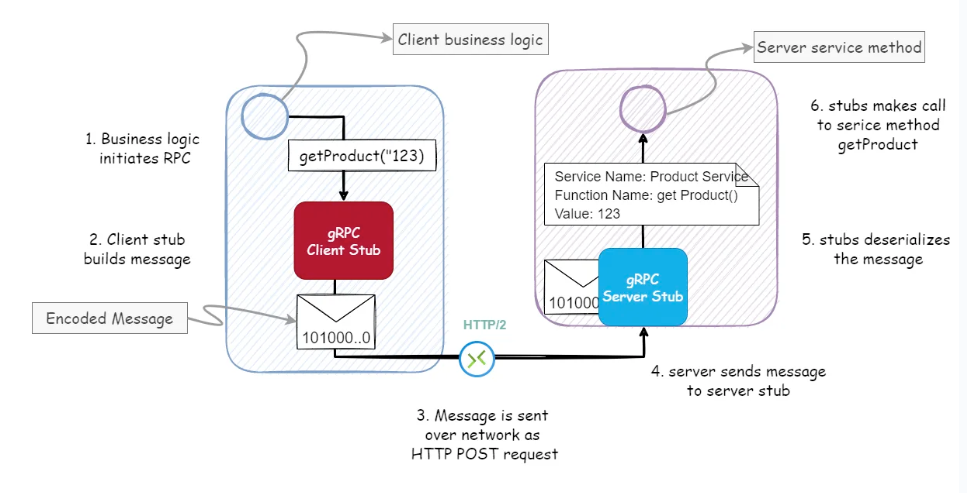 Client business logic
Server service method
1. Business logic
initiates RPC
getProduct("123)
6. stubs makes call
to serice method
getProduct
Service Name: Product Service
Function Name: get Product()
Value: 123
2. Client stub
builds message
gRPC
Client Stub
5. stubs deserializes
the message
gRPC
Server Stub
101000
Encoded Message
101000..0
HTTP/2
4. server sends message
to server stub
3. Message is sent
over network as
HTTP POST request